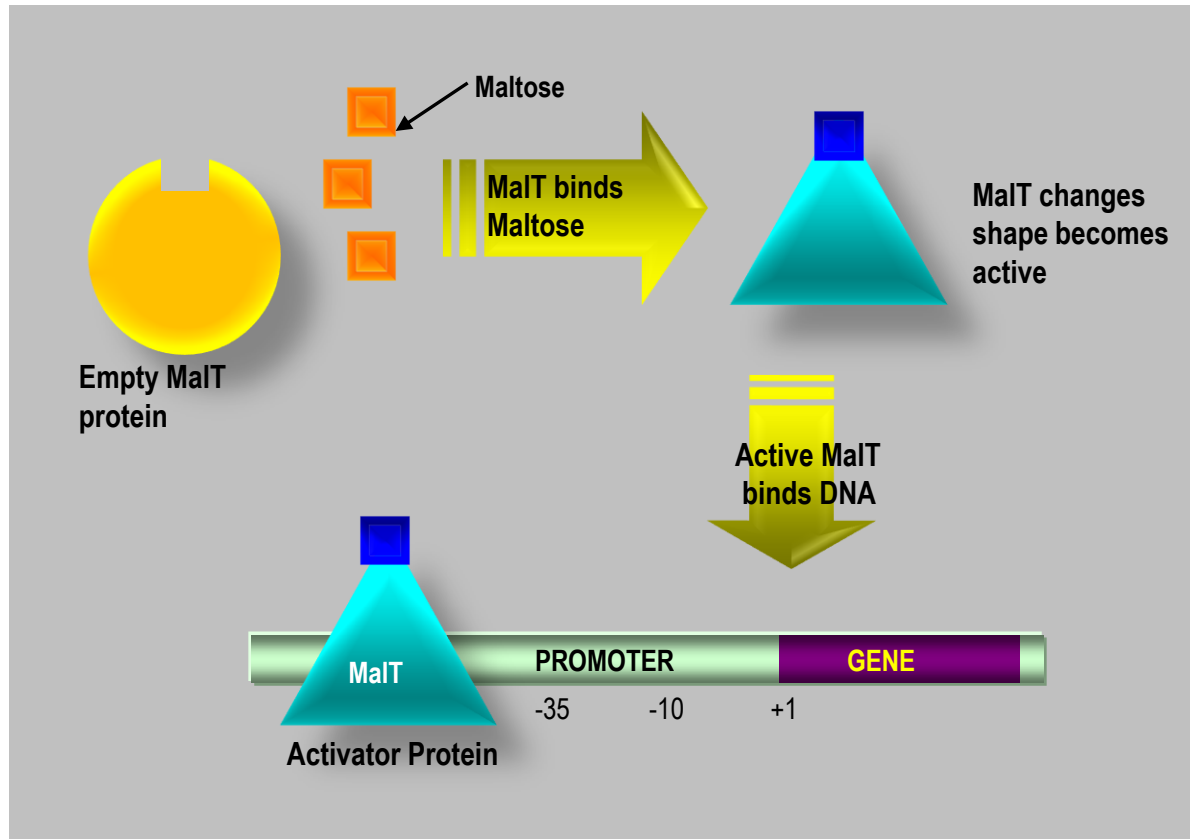 Maltose
MalT binds
Maltose
MalT changes
shape becomes
active
Empty MalT
protein
Active MalT
binds DNA
MalT
PROMOTER
GENE
-35
-10
+1
Activator Protein